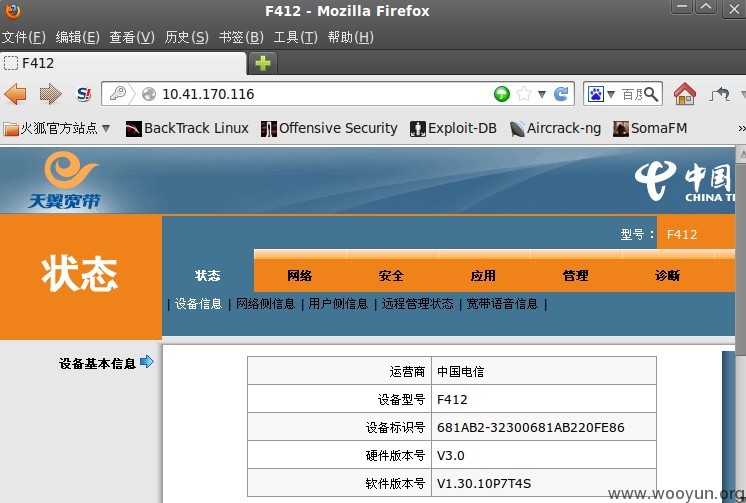 F412 - Mozilla Firefox
文件(F) 编辑(E) 查看(V) 历史(S) 书签(B) 工具(T) 帮助(H)
F412
10.41.170.116
火狐官方站点 BackTrack Linux Offensive Security Exploit-DB Aircrack-ng SomaFM »
天翼宽带
中国
CHINA TE
型号： F412
状态
状态 网络 安全 应用 管理 诊断
| 设备信息 | 网络侧信息 | 用户侧信息 | 远程管理状态 | 宽带语音信息 |
设备基本信息
运营商 中国电信
设备型号 F412
设备标识号 681AB2-32300681AB220FE86
硬件版本号 V3.0
软件版本号 V1.30.10P7T4S
www.wooyun.org